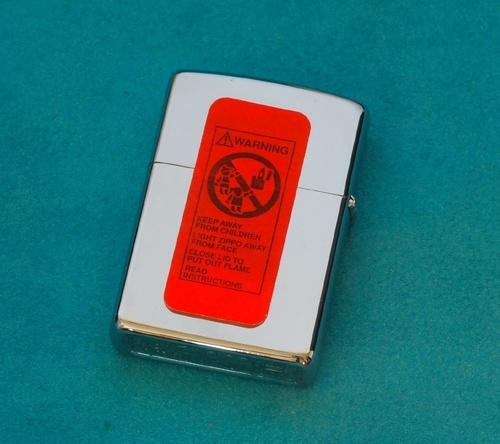 WARNING
KEEP AWAY
FROM CHILDREN
LIGHT ZIPPO AWAY
FROM FACE
CLOSE LID TO
PUT OUT FLAME
READ
INSTRUCTIONS